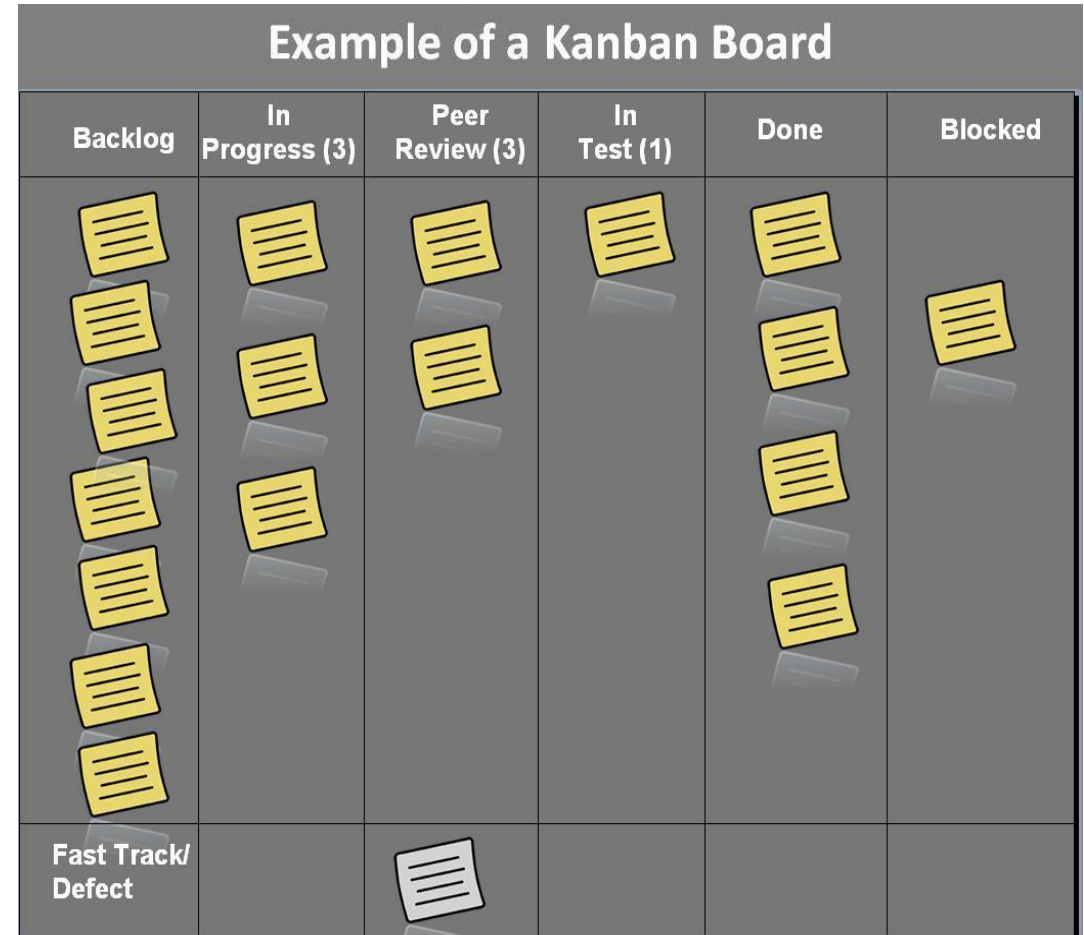 Example of a Kanban Board
Backlog
In
Progress (3)
Peer
Review (3)
In
Test (1)
Done
Blocked
Fast Track/
Defect